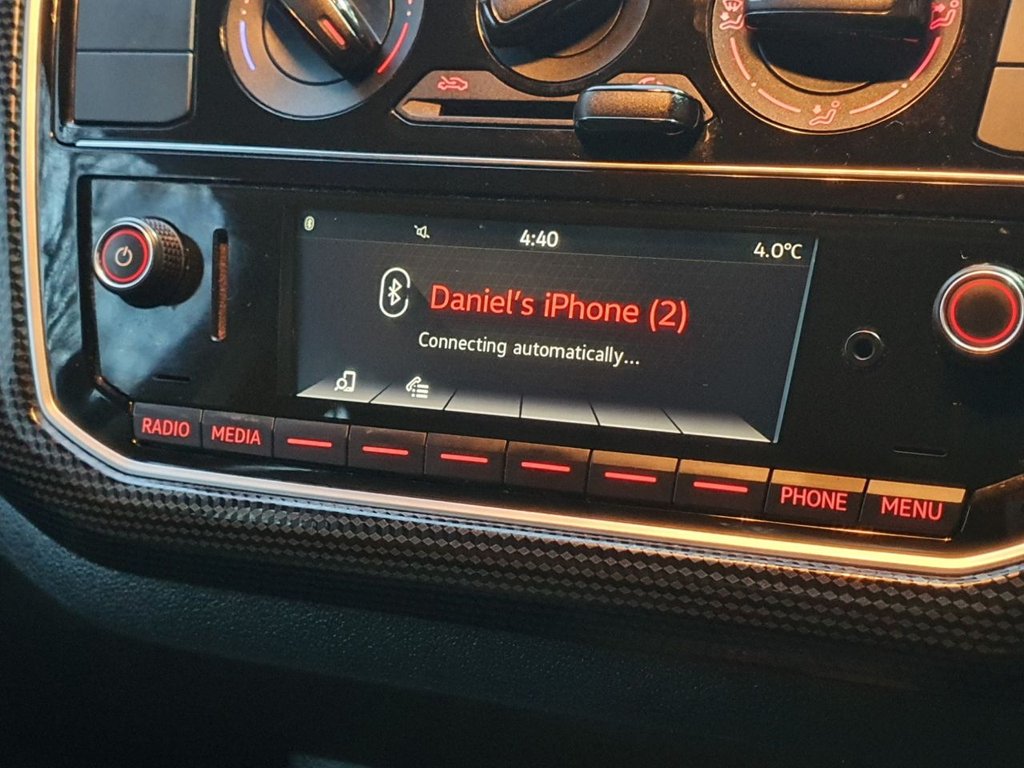 4:40
4.0°C
Daniel's iPhone (2)
Connecting automatically...
RADIO
MEDIA
PHONE
MENU